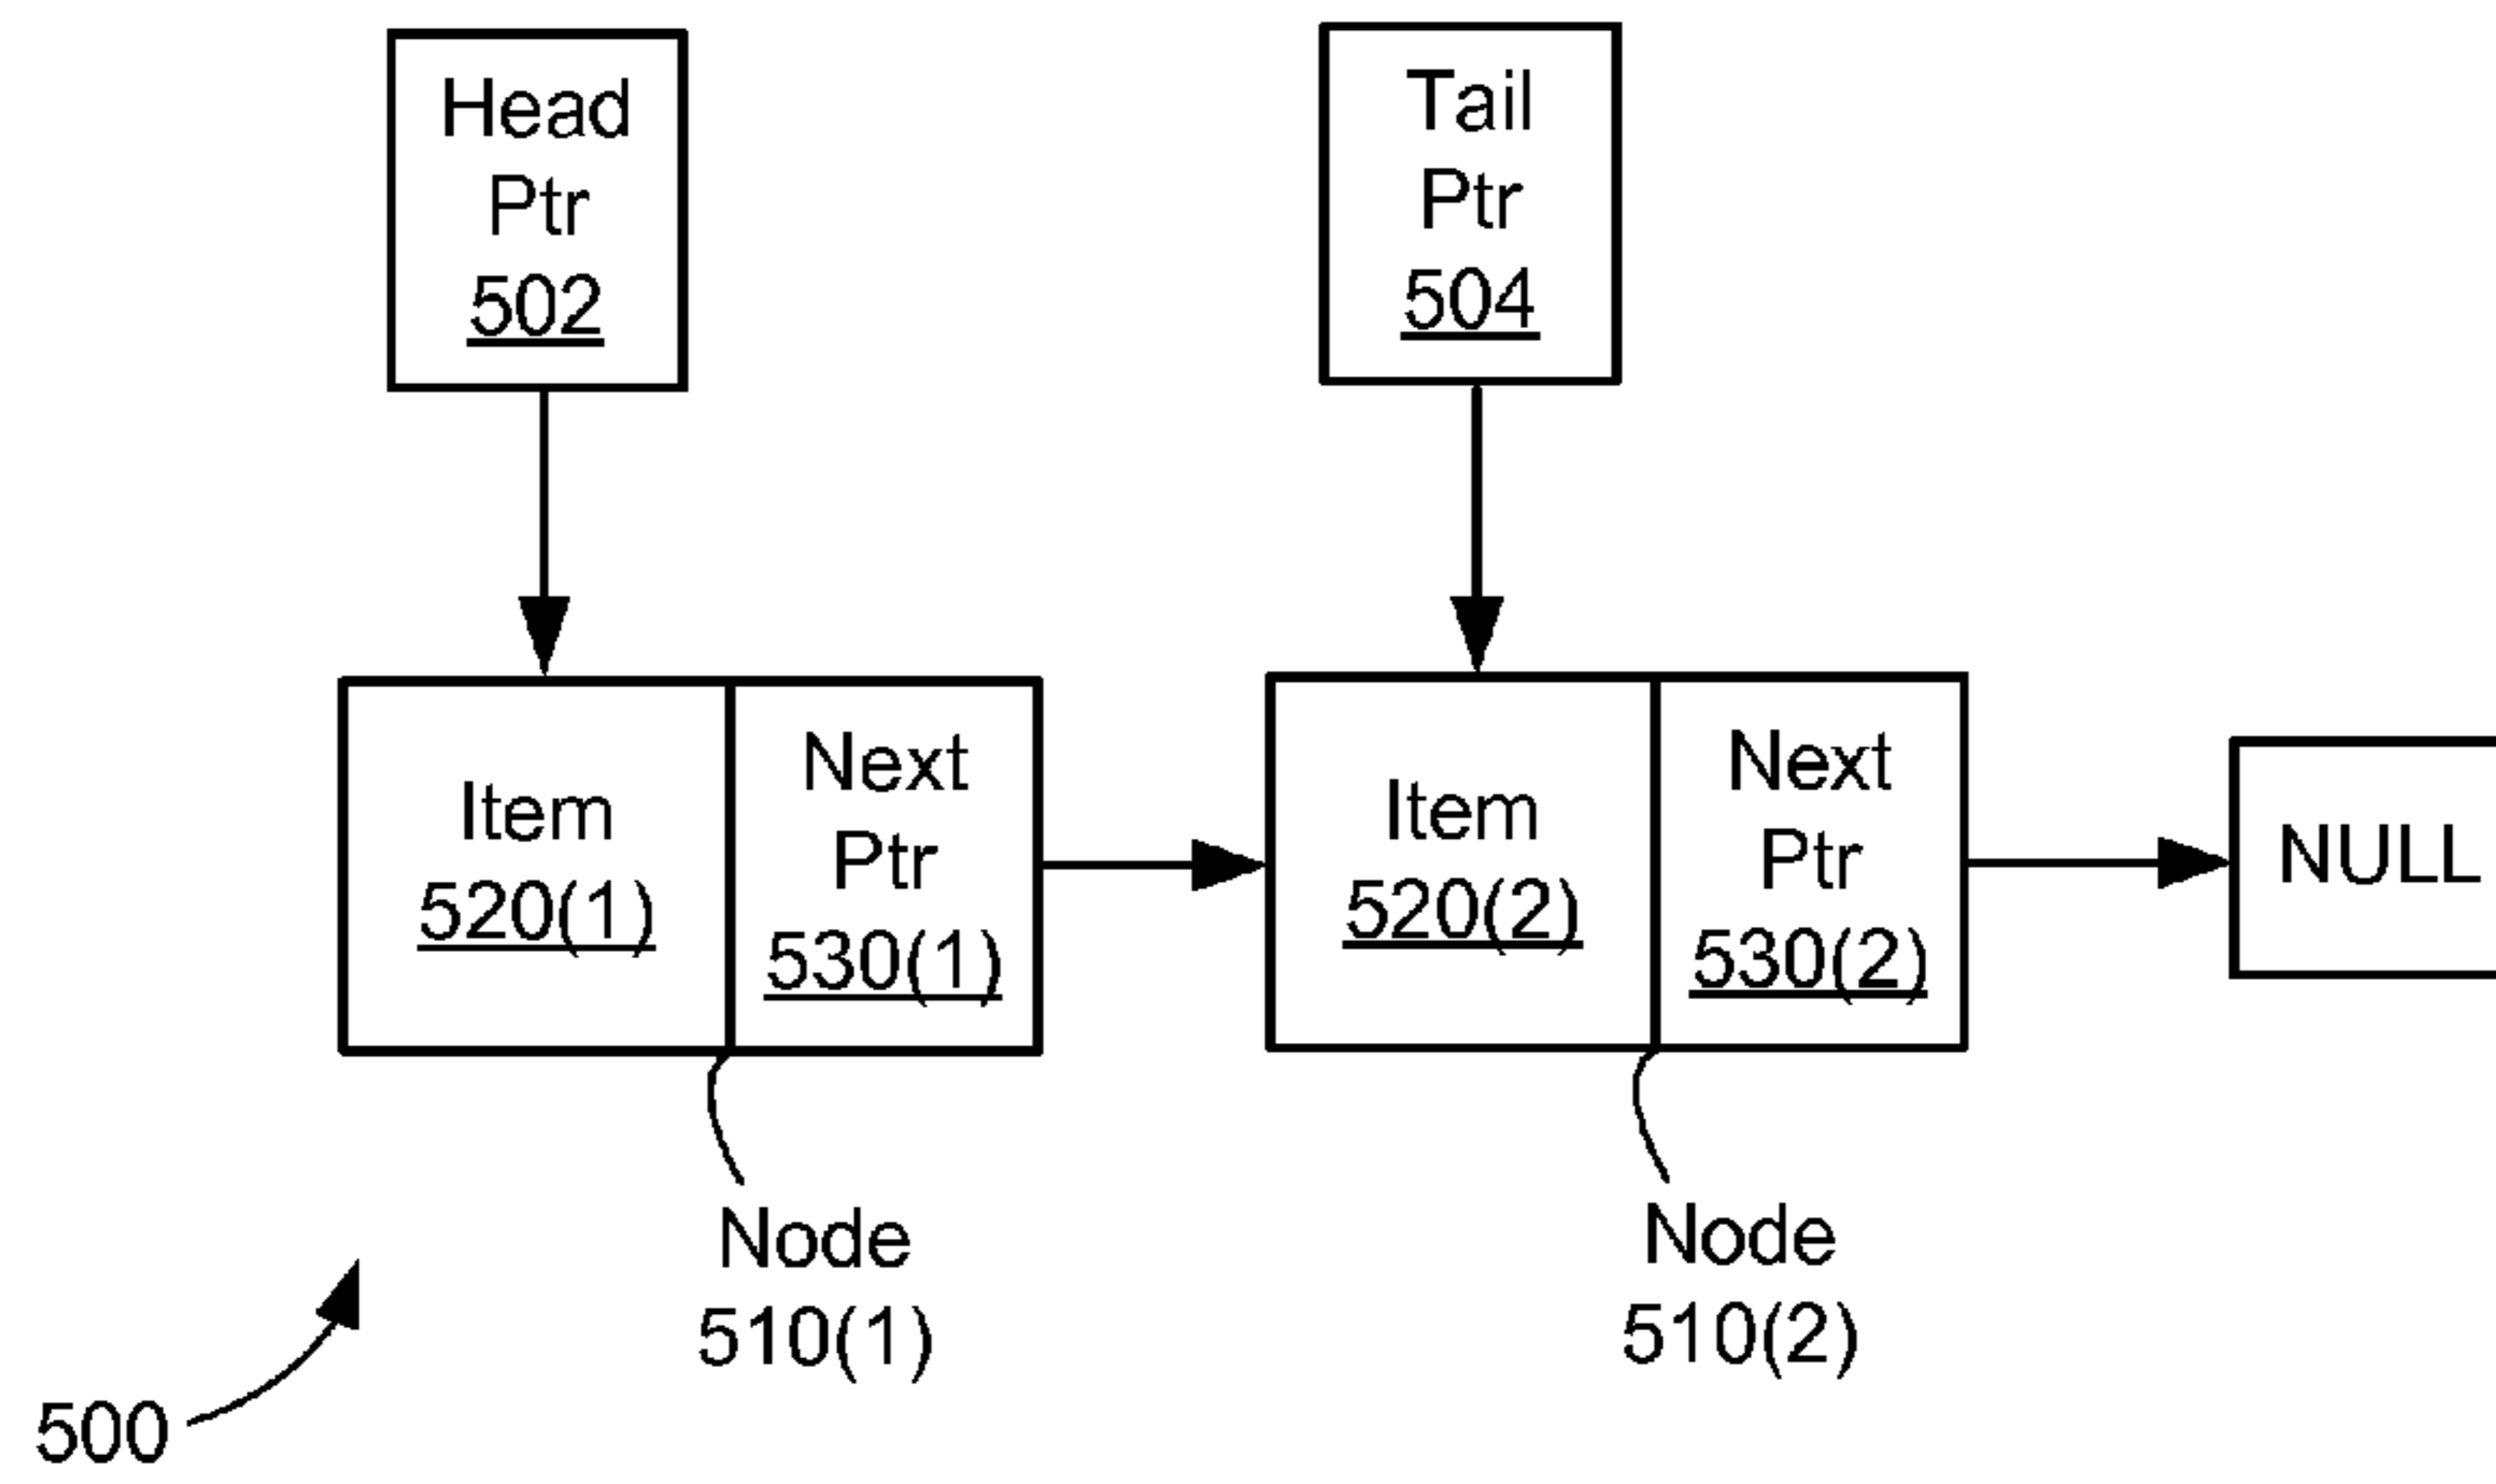 Head
Ptr
502
Tail
Ptr
504
Item
520(1)
Next
Ptr
530(1)
Item
520(2)
Next
Ptr
530(2)
NULL
Node
510(1)
Node
510(2)
500